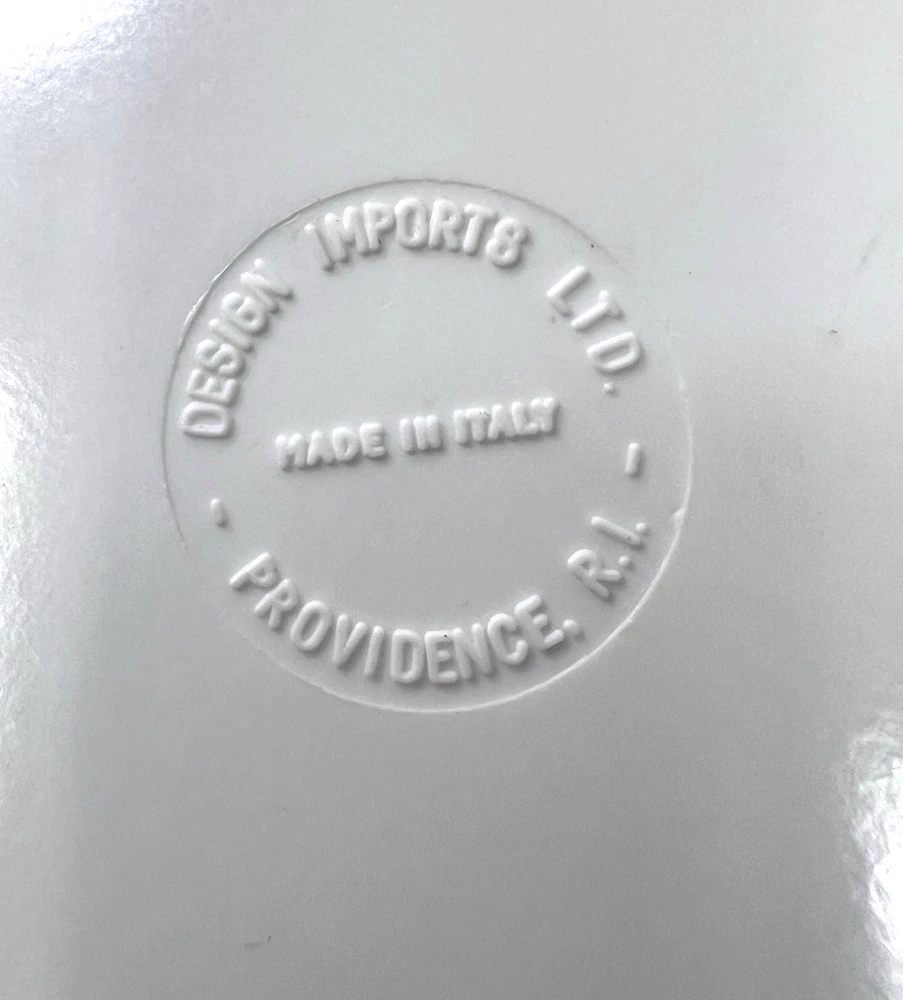 DESIGN IMPORTS LTD.
MADE IN ITALY
- PROVIDENCE, R.I. -